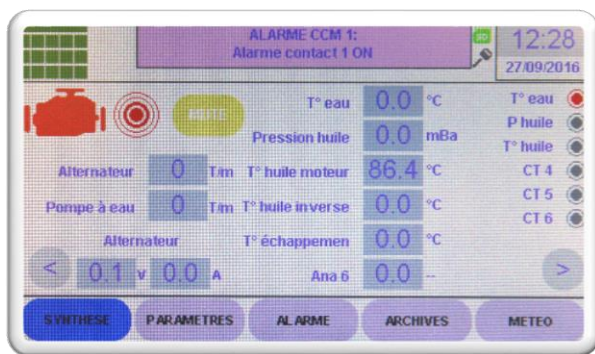 ALARME CCM 1:
Alarme contact 1 ON
SD
12:28
27/09/2016
MUTE
T° eau 0.0 °C
Pression huile 0.0 mBa
Alternateur 0 T/m T° huile moteur 86.4 °C
Pompe à eau 0 T/m T° huile inverse 0.0 °C
Alternateur T° échappemen 0.0 °C
< 0.1 v 0.0 A Ana 6 0.0 -- >
T° eau
P huile
T° huile
CT 4
CT 5
CT 6
SYNTHESE PARAMETRES ALARME ARCHIVES METEO